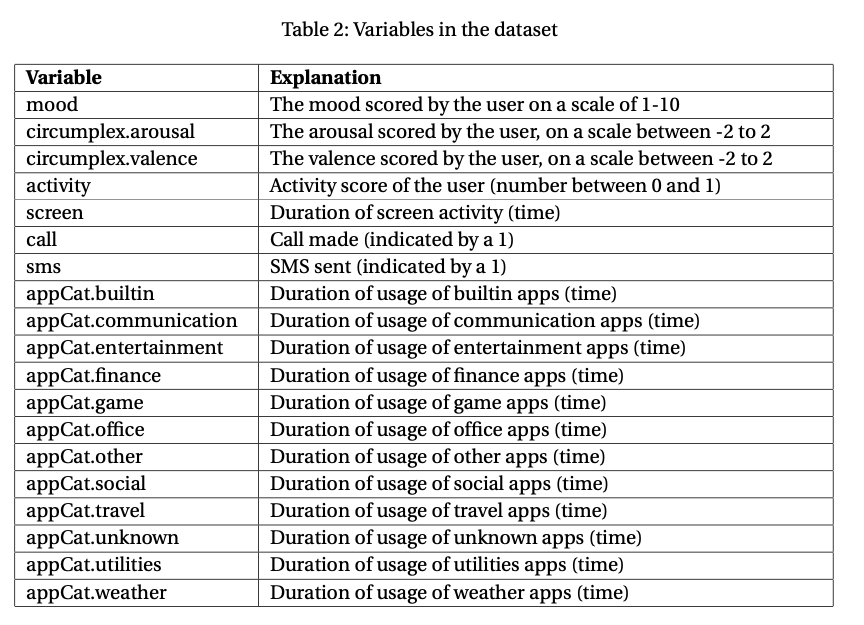 Table 2: Variables in the dataset
Variable Explanation
mood The mood scored by the user on a scale of 1-10
circumplex.arousal The arousal scored by the user, on a scale between -2 to 2
circumplex.valence The valence scored by the user, on a scale between -2 to 2
activity Activity score of the user (number between 0 and 1)
screen Duration of screen activity (time)
call Call made (indicated by a 1)
sms SMS sent (indicated by a 1)
appCat.builtin Duration of usage of builtin apps (time)
appCat.communication Duration of usage of communication apps (time)
appCat.entertainment Duration of usage of entertainment apps (time)
appCat.finance Duration of usage of finance apps (time)
appCat.game Duration of usage of game apps (time)
appCat.office Duration of usage of office apps (time)
appCat.other Duration of usage of other apps (time)
appCat.social Duration of usage of social apps (time)
appCat.travel Duration of usage of travel apps (time)
appCat.unknown Duration of usage of unknown apps (time)
appCat.utilities Duration of usage of utilities apps (time)
appCat.weather Duration of usage of weather apps (time)